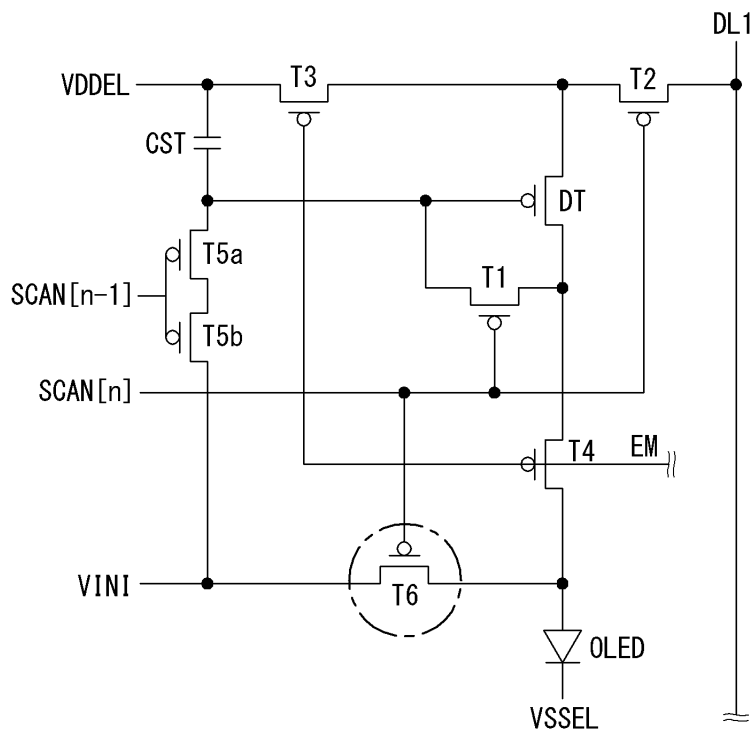 DL1
VDDEL
T3
T2
CST
DT
T5a
T1
SCAN[n-1]
T5b
SCAN[n]
T4
EM
VINI
T6
OLED
VSSEL